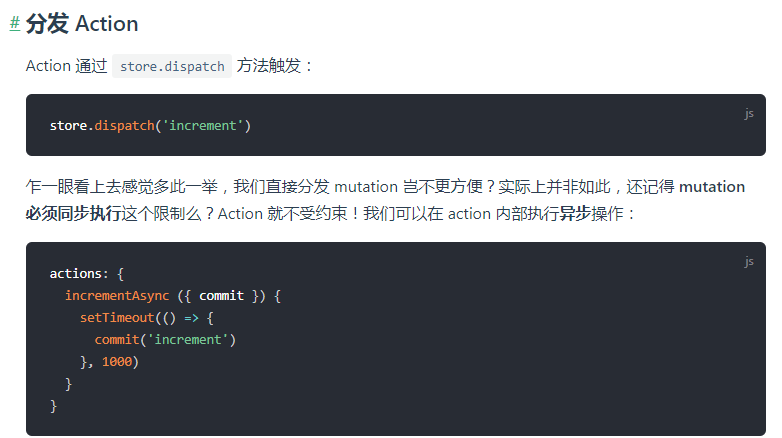 # 分发 Action
Action 通过 store.dispatch 方法触发：
js
store.dispatch('increment')
乍一眼看上去感觉多此一举，我们直接分发 mutation 岂不更方便？实际上并非如此，还记得 mutation
必须同步执行这个限制么？Action 就不受约束！我们可以在 action 内部执行异步操作：
js
actions: {
  incrementAsync ({ commit }) {
    setTimeout(() => {
      commit('increment')
    }, 1000)
  }
}